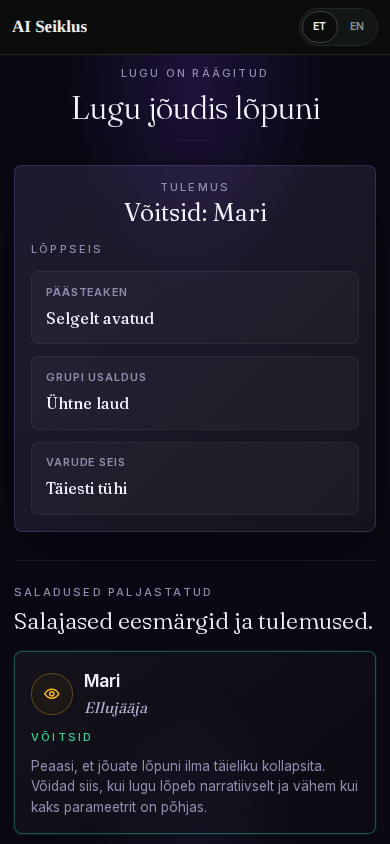 AI Seiklus
ET
EN
LUGU ON RÄÄGITUD
Lugu jõudis lõpuni
TULEMUS
Võitsid: Mari
LÕPPSEIS
PÄÄSTEAKEN
Selgelt avatud
GRUPI USALDUS
Ühtne laud
VARUDE SEIS
Täiesti tühi
SALADUSED PALJASTATUD
Salajased eesmärgid ja tulemused.
Mari
Ellujääja
VÕITSID
Peaasi, et jõuate lõpuni ilma täieliku kollapsita.
Võidad siis, kui lugu lõpeb narratiivselt ja vähem kui
kaks parameetrit on põhjas.